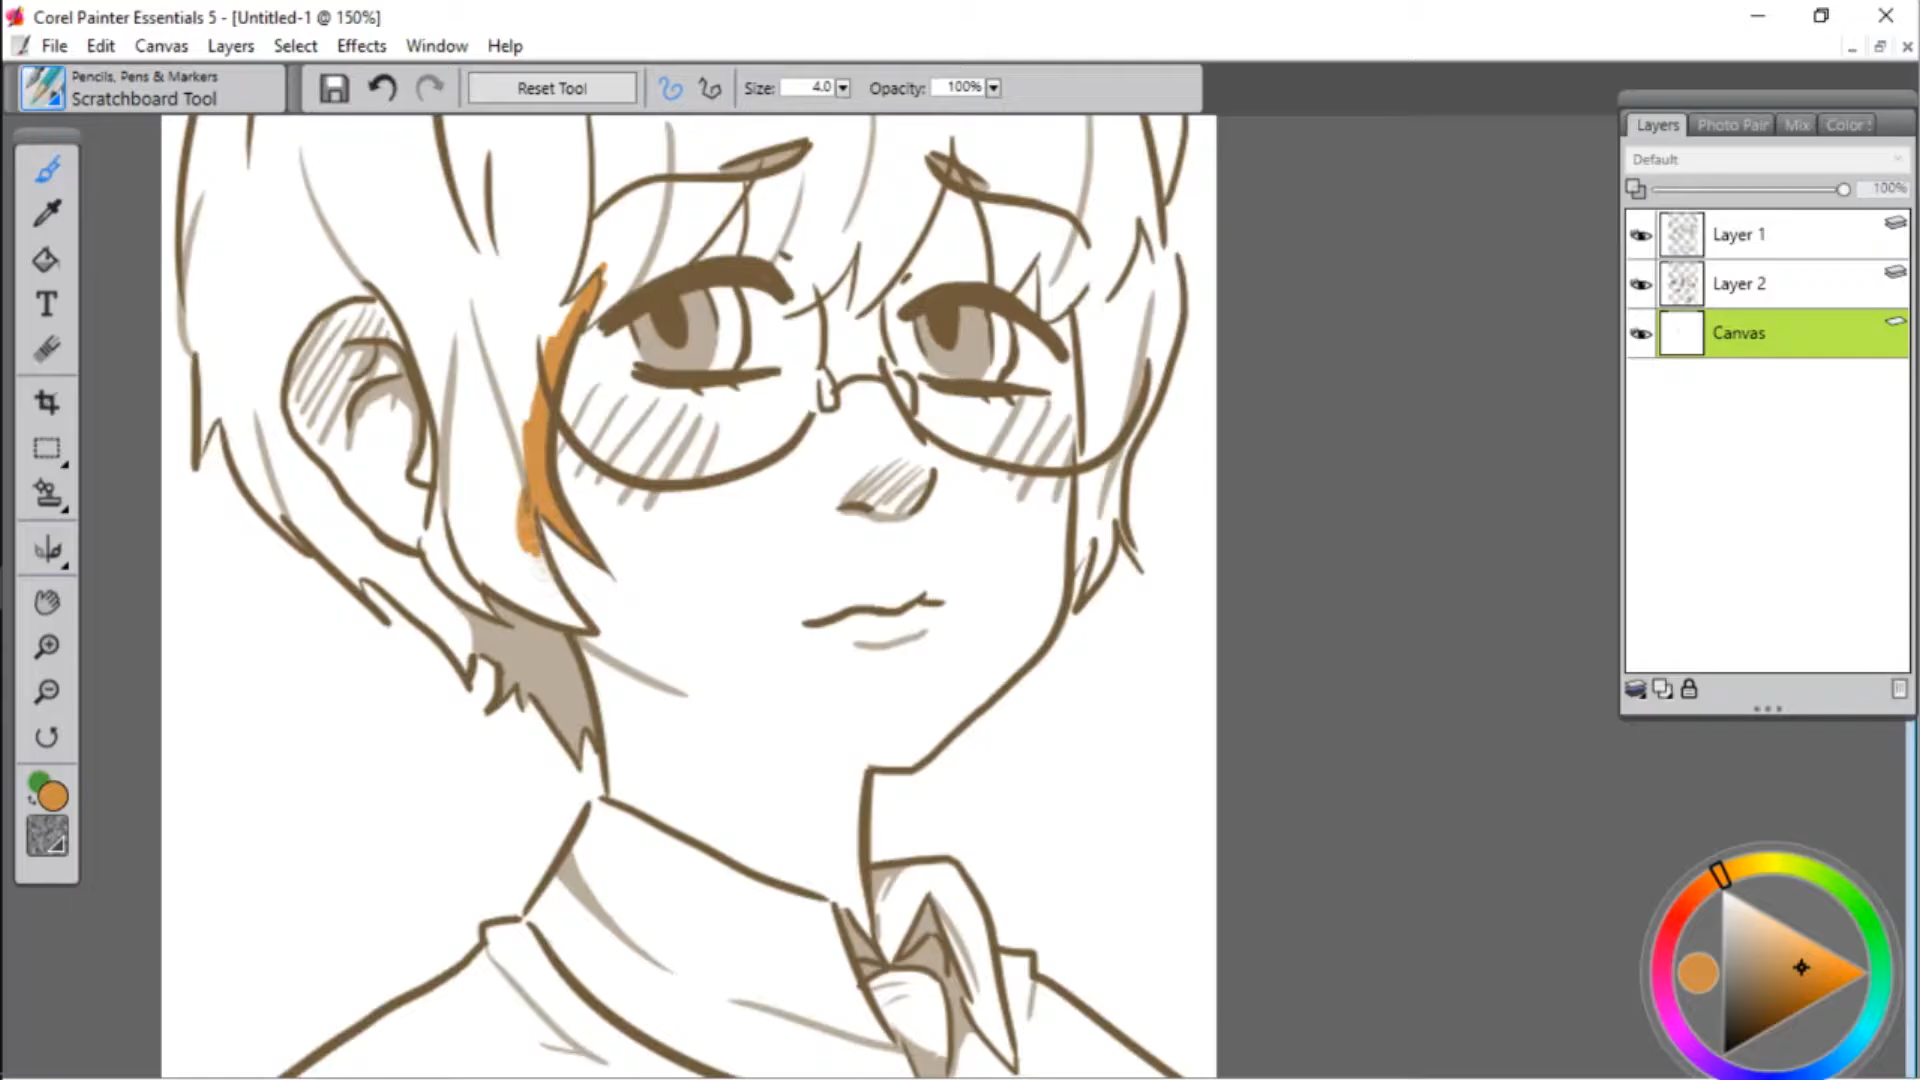 Corel Painter Essentials 5 - [Untitled-1 @ 150%]
File Edit Canvas Layers Select Effects Window Help
Pencils, Pens & Markers
Scratchboard Tool
Reset Tool
Size: 4.0
Opacity: 100%
Layers Photo Pair Mix Color :
Default
100%
Layer 1
Layer 2
Canvas
T